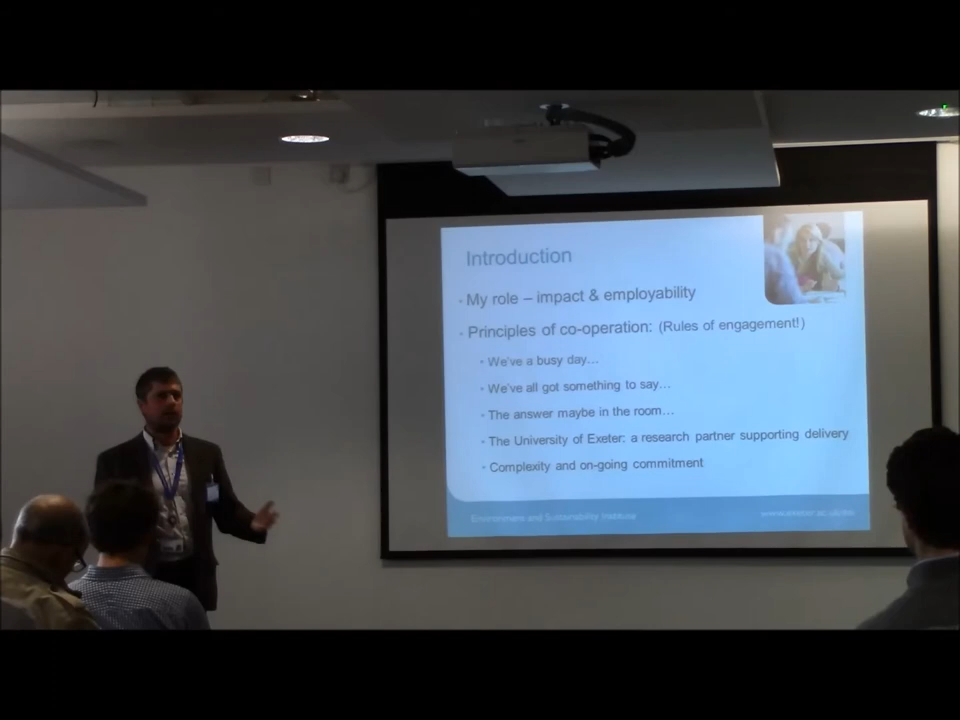 Introduction
· My role – impact & employability
· Principles of co-operation: (Rules of engagement!)
· We've a busy day…
· We've all got something to say…
· The answer maybe in the room…
· The University of Exeter: a research partner supporting delivery
· Complexity and on-going commitment
Environment and Sustainability Institute